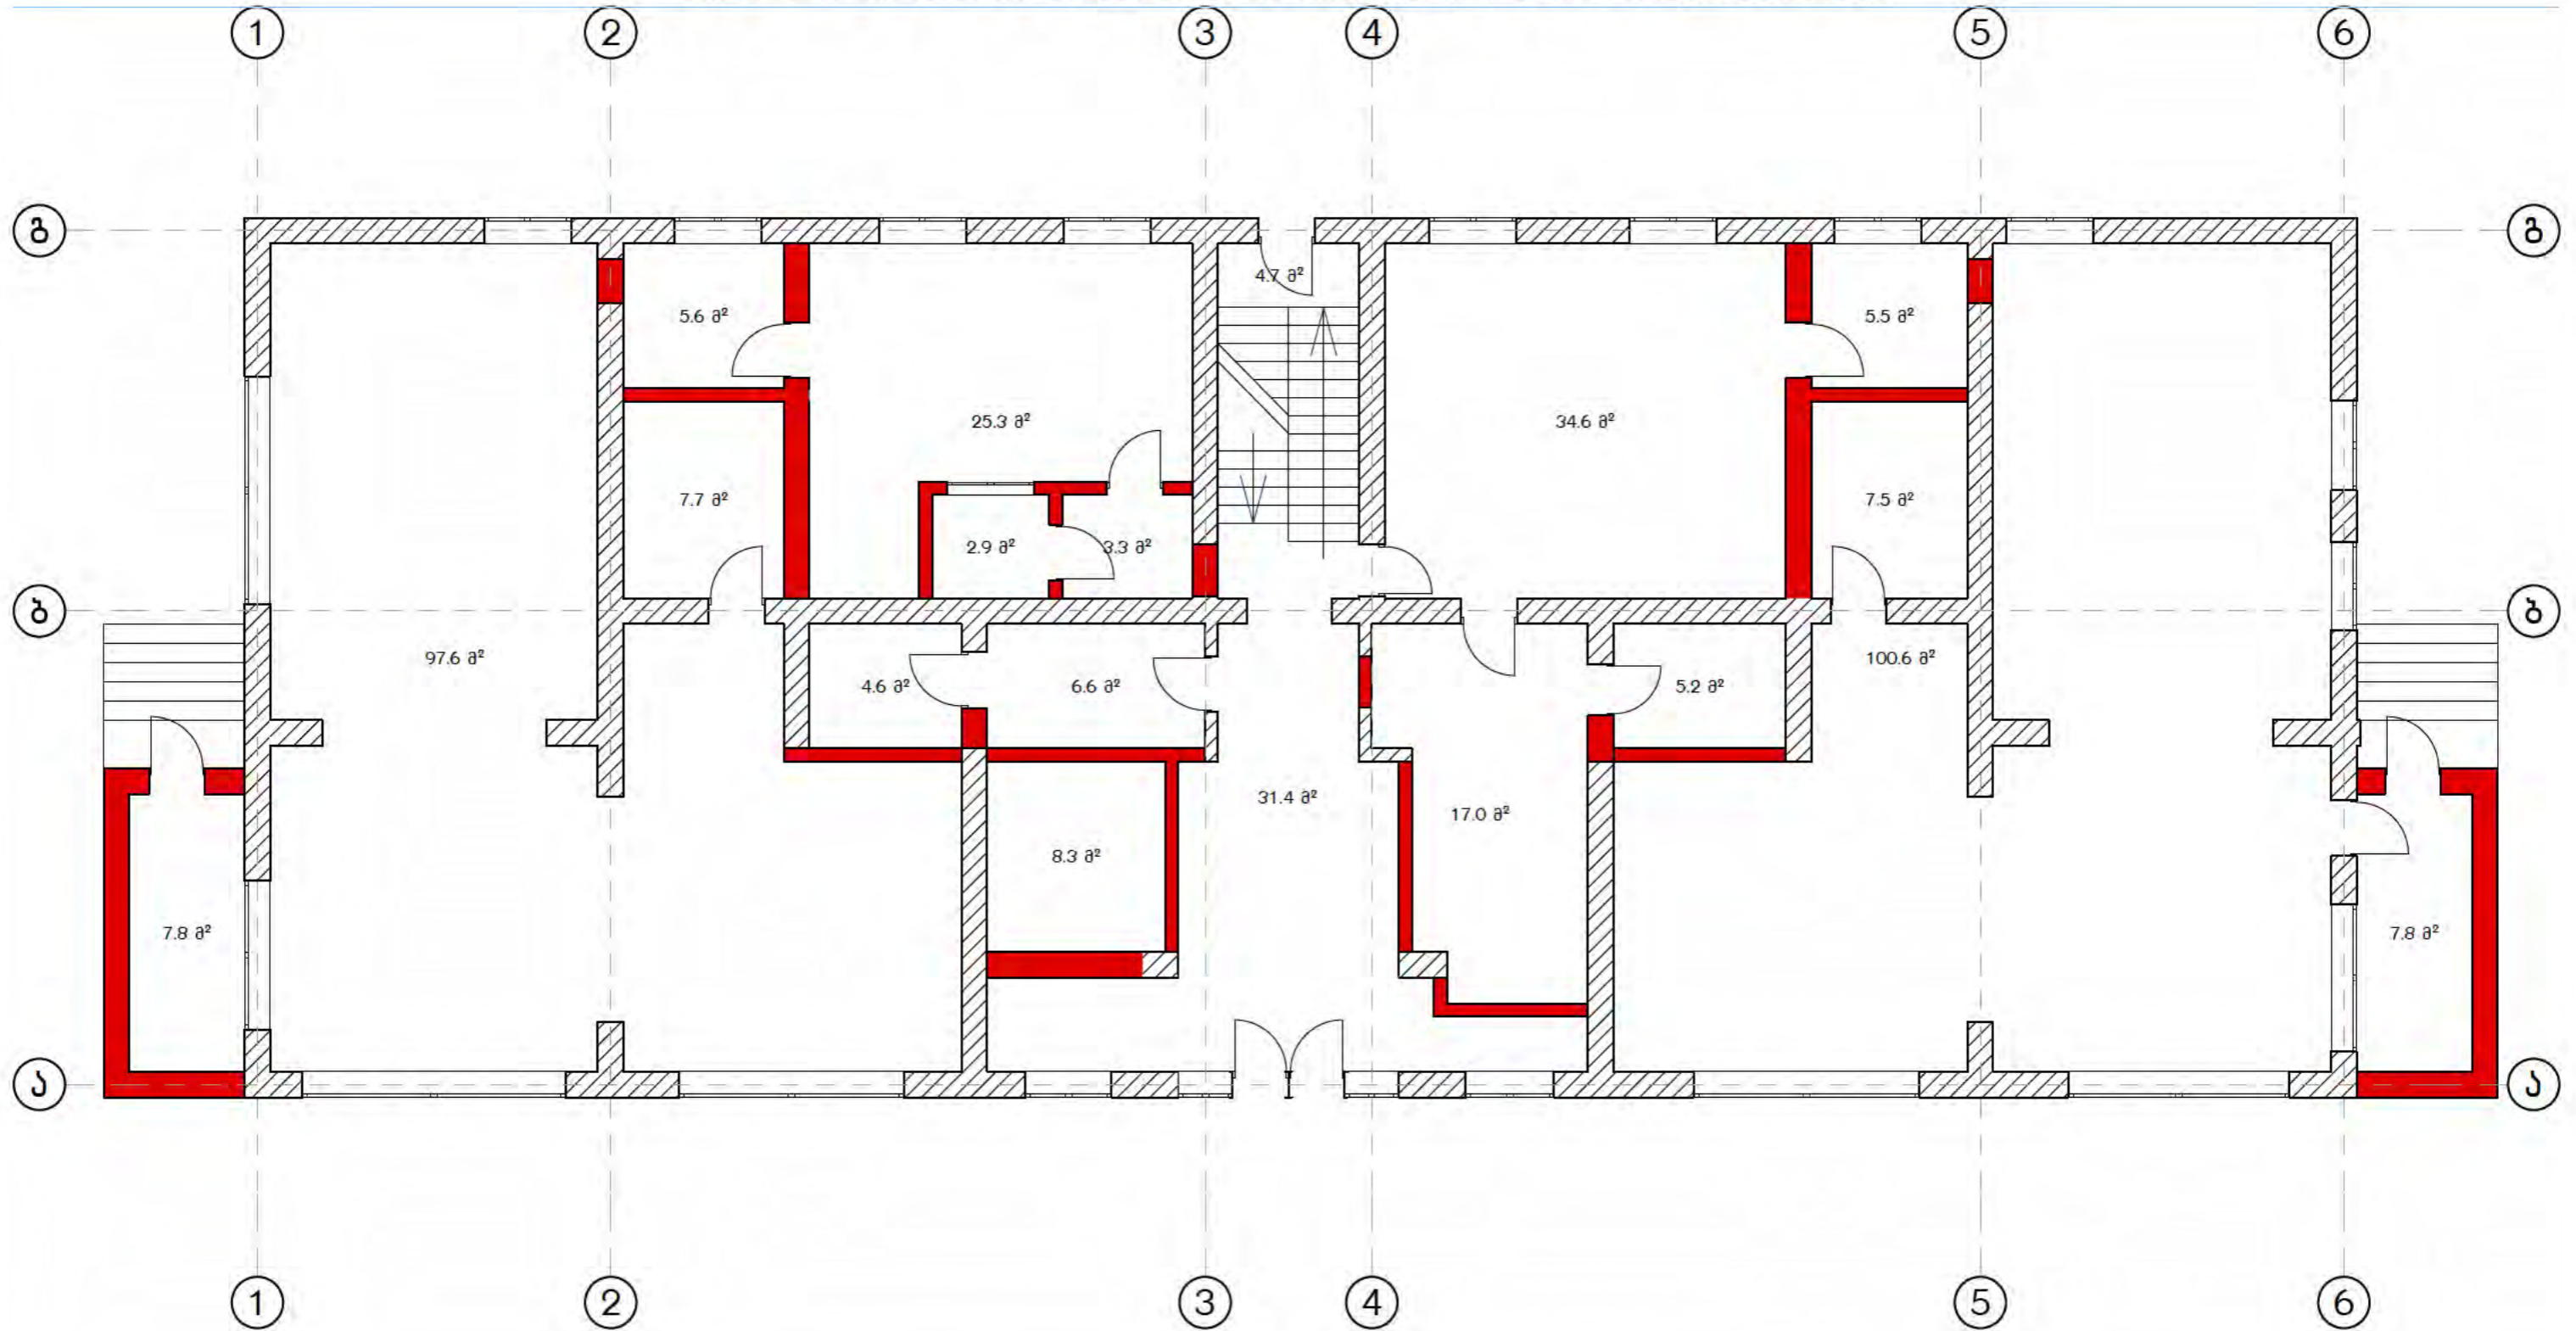 1 2 3 4 5 6
გ გ
4.7 მ²
5.6 მ² 5.5 მ²
25.3 მ² 34.6 მ²
7.7 მ² 7.5 მ²
2.9 მ² 3.3 მ²
ბ ბ
97.6 მ² 100.6 მ²
4.6 მ² 6.6 მ² 5.2 მ²
31.4 მ² 17.0 მ²
8.3 მ²
7.8 მ² 7.8 მ²
ა ა
1 2 3 4 5 6